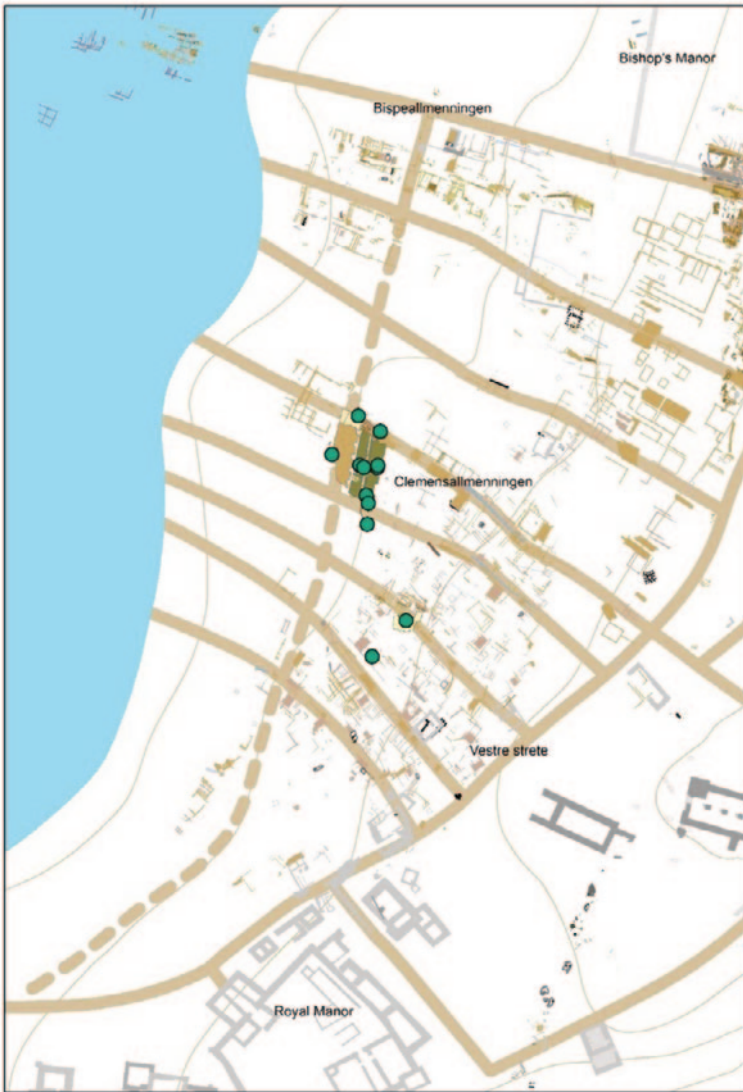 Bishop's Manor
Bispeallmenningen
Clemensallmenningen
Vestre strete
Royal Manor